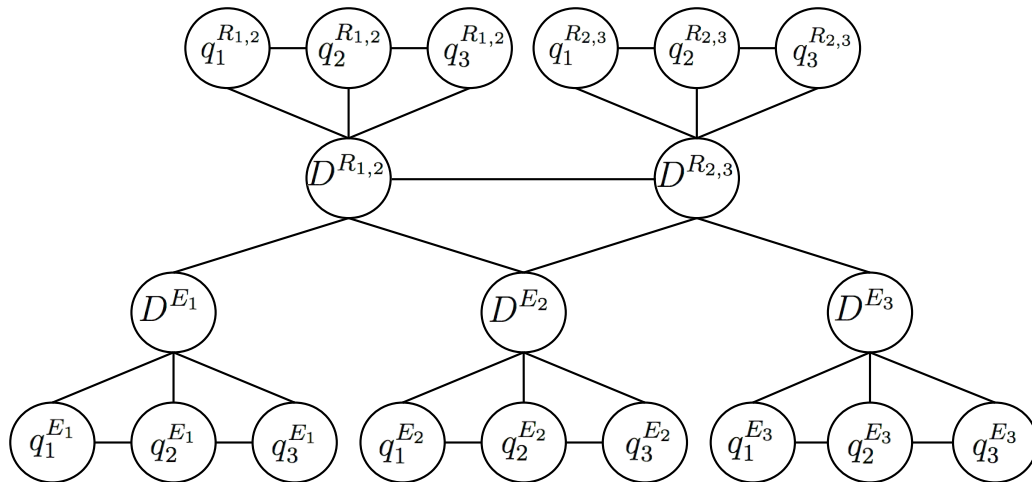 q_1^{R_{1,2}} q_2^{R_{1,2}} q_3^{R_{1,2}} q_1^{R_{2,3}} q_2^{R_{2,3}} q_3^{R_{2,3}}
D^{R_{1,2}} D^{R_{2,3}}
D^{E_1} D^{E_2} D^{E_3}
q_1^{E_1} q_2^{E_1} q_3^{E_1} q_1^{E_2} q_2^{E_2} q_3^{E_2} q_1^{E_3} q_2^{E_3} q_3^{E_3}